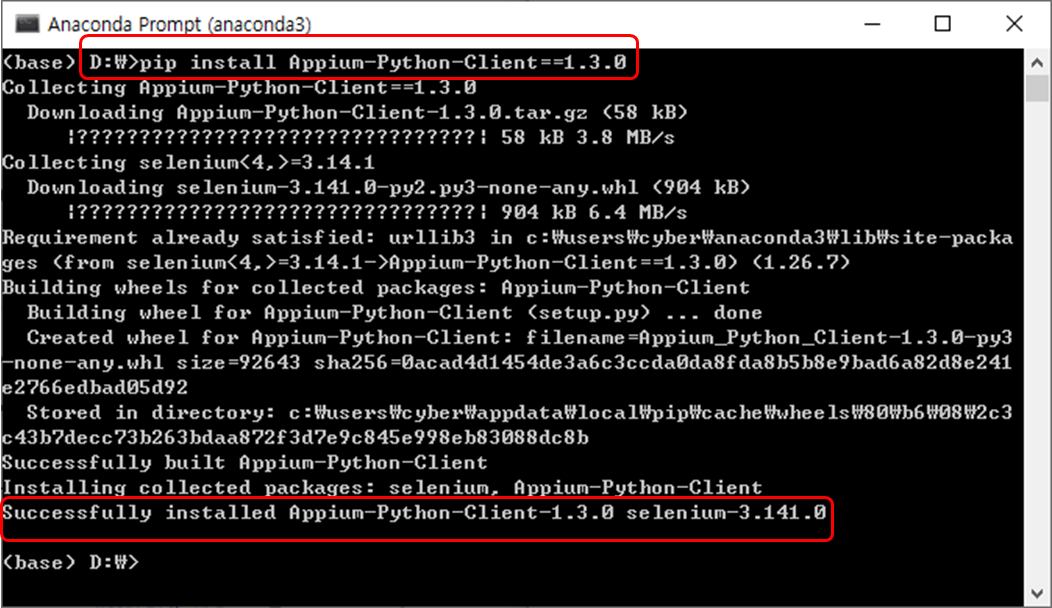 Anaconda Prompt (anaconda3)
(base) D:₩>pip install Appium-Python-Client==1.3.0
Collecting Appium-Python-Client==1.3.0
  Downloading Appium-Python-Client-1.3.0.tar.gz (58 kB)
     |????????????????????????????????| 58 kB 3.8 MB/s
Collecting selenium<4,>=3.14.1
  Downloading selenium-3.141.0-py2.py3-none-any.whl (904 kB)
     |????????????????????????????????| 904 kB 6.4 MB/s
Requirement already satisfied: urllib3 in c:₩users₩cyber₩anaconda3₩lib₩site-packa
ges (from selenium<4,>=3.14.1->Appium-Python-Client==1.3.0) (1.26.7)
Building wheels for collected packages: Appium-Python-Client
  Building wheel for Appium-Python-Client (setup.py) ... done
  Created wheel for Appium-Python-Client: filename=Appium_Python_Client-1.3.0-py3
-none-any.whl size=92643 sha256=0acad4d1454de3a6c3ccda0da8fda8b5b8e9bad6a82d8e241
e2766edbad05d92
  Stored in directory: c:₩users₩cyber₩appdata₩local₩pip₩cache₩wheels₩80₩b6₩08₩2c3
c43b7decc73b263bdaa872f3d7e9c845e998eb83088dc8b
Successfully built Appium-Python-Client
Installing collected packages: selenium, Appium-Python-Client
Successfully installed Appium-Python-Client-1.3.0 selenium-3.141.0
(base) D:₩>